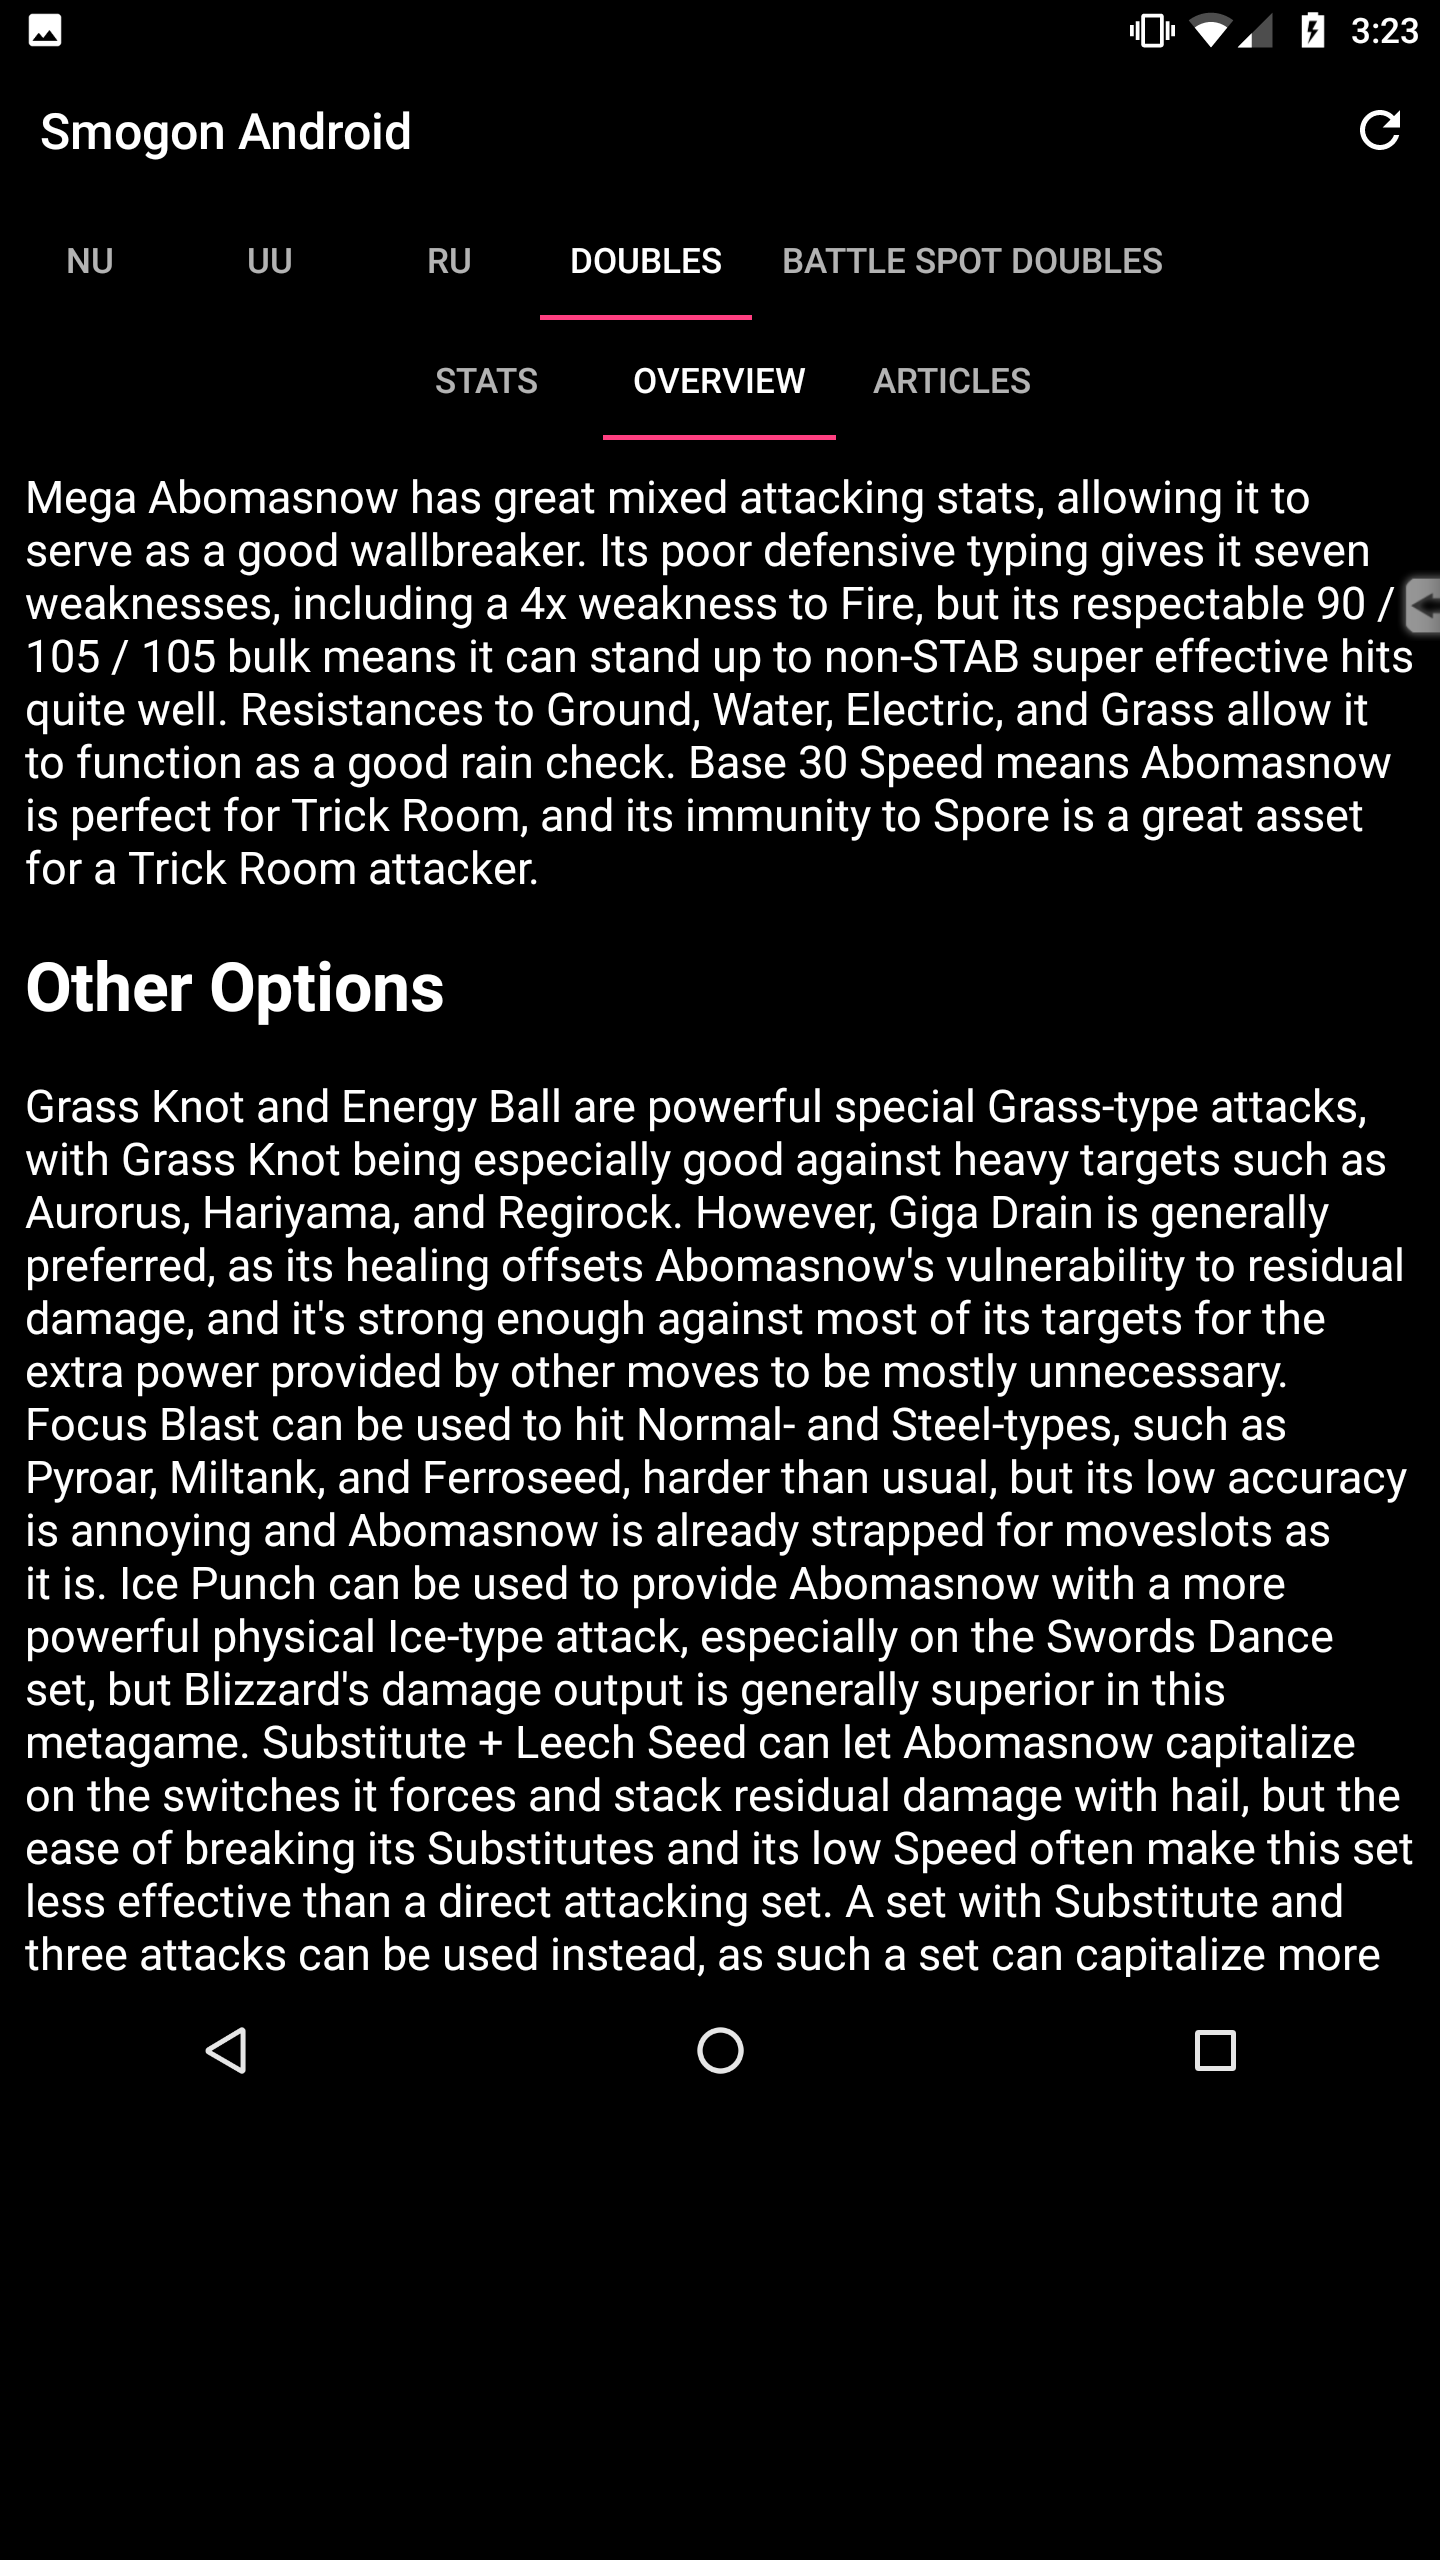 3:23
Smogon Android
NU UU RU DOUBLES BATTLE SPOT DOUBLES
STATS OVERVIEW ARTICLES
Mega Abomasnow has great mixed attacking stats, allowing it to
serve as a good wallbreaker. Its poor defensive typing gives it seven
weaknesses, including a 4x weakness to Fire, but its respectable 90 /
105 / 105 bulk means it can stand up to non-STAB super effective hits
quite well. Resistances to Ground, Water, Electric, and Grass allow it
to function as a good rain check. Base 30 Speed means Abomasnow
is perfect for Trick Room, and its immunity to Spore is a great asset
for a Trick Room attacker.
Other Options
Grass Knot and Energy Ball are powerful special Grass-type attacks,
with Grass Knot being especially good against heavy targets such as
Aurorus, Hariyama, and Regirock. However, Giga Drain is generally
preferred, as its healing offsets Abomasnow's vulnerability to residual
damage, and it's strong enough against most of its targets for the
extra power provided by other moves to be mostly unnecessary.
Focus Blast can be used to hit Normal- and Steel-types, such as
Pyroar, Miltank, and Ferroseed, harder than usual, but its low accuracy
is annoying and Abomasnow is already strapped for moveslots as
it is. Ice Punch can be used to provide Abomasnow with a more
powerful physical Ice-type attack, especially on the Swords Dance
set, but Blizzard's damage output is generally superior in this
metagame. Substitute + Leech Seed can let Abomasnow capitalize
on the switches it forces and stack residual damage with hail, but the
ease of breaking its Substitutes and its low Speed often make this set
less effective than a direct attacking set. A set with Substitute and
three attacks can be used instead, as such a set can capitalize more